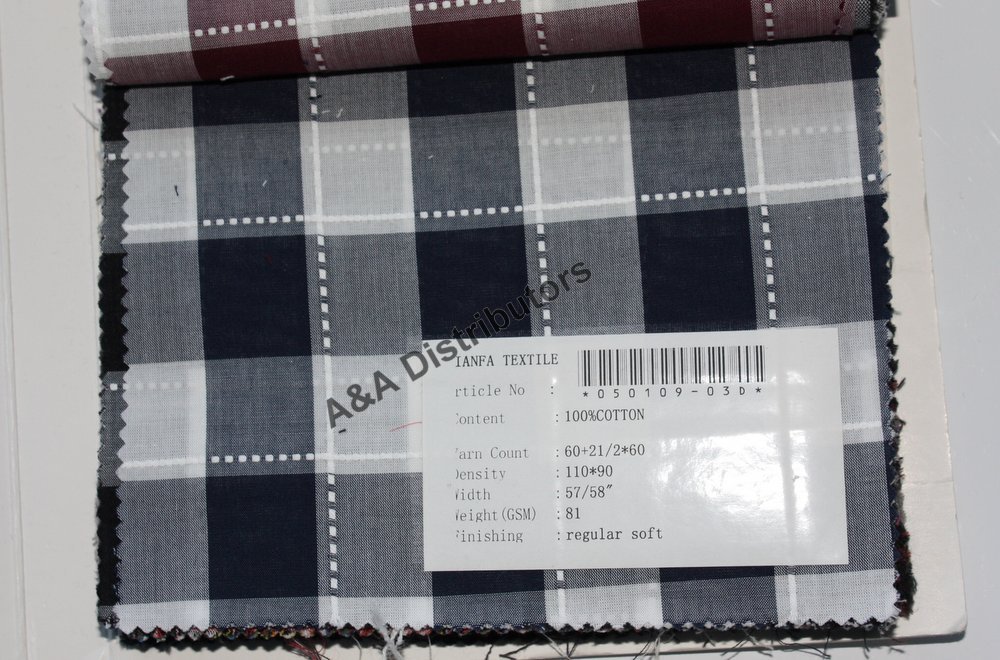 A&A Distributors
IANFA TEXTILE
rticle No :
*050109-03D*
ontent : 100%COTTON
arn Count : 60+21/2*60
ensity : 110*90
idth : 57/58″
eight(GSM) : 81
inishing : regular soft